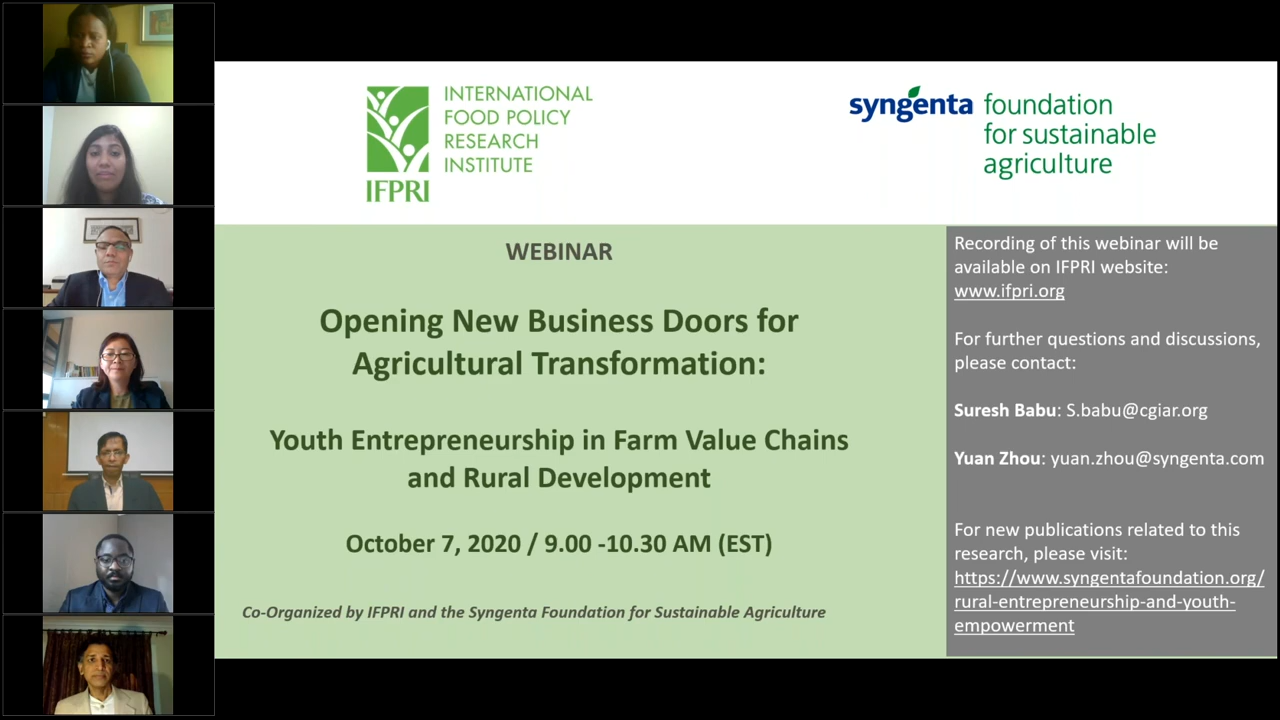 INTERNATIONAL
FOOD POLICY
RESEARCH
INSTITUTE
IFPRI
syngenta foundation
for sustainable
agriculture
WEBINAR
Opening New Business Doors for
Agricultural Transformation:
Youth Entrepreneurship in Farm Value Chains
and Rural Development
October 7, 2020 / 9.00 -10.30 AM (EST)
Co-Organized by IFPRI and the Syngenta Foundation for Sustainable Agriculture
Recording of this webinar will be
available on IFPRI website:
www.ifpri.org
For further questions and discussions,
please contact:
Suresh Babu: S.babu@cgiar.org
Yuan Zhou: yuan.zhou@syngenta.com
For new publications related to this
research, please visit:
https://www.syngentafoundation.org/
rural-entrepreneurship-and-youth-
empowerment